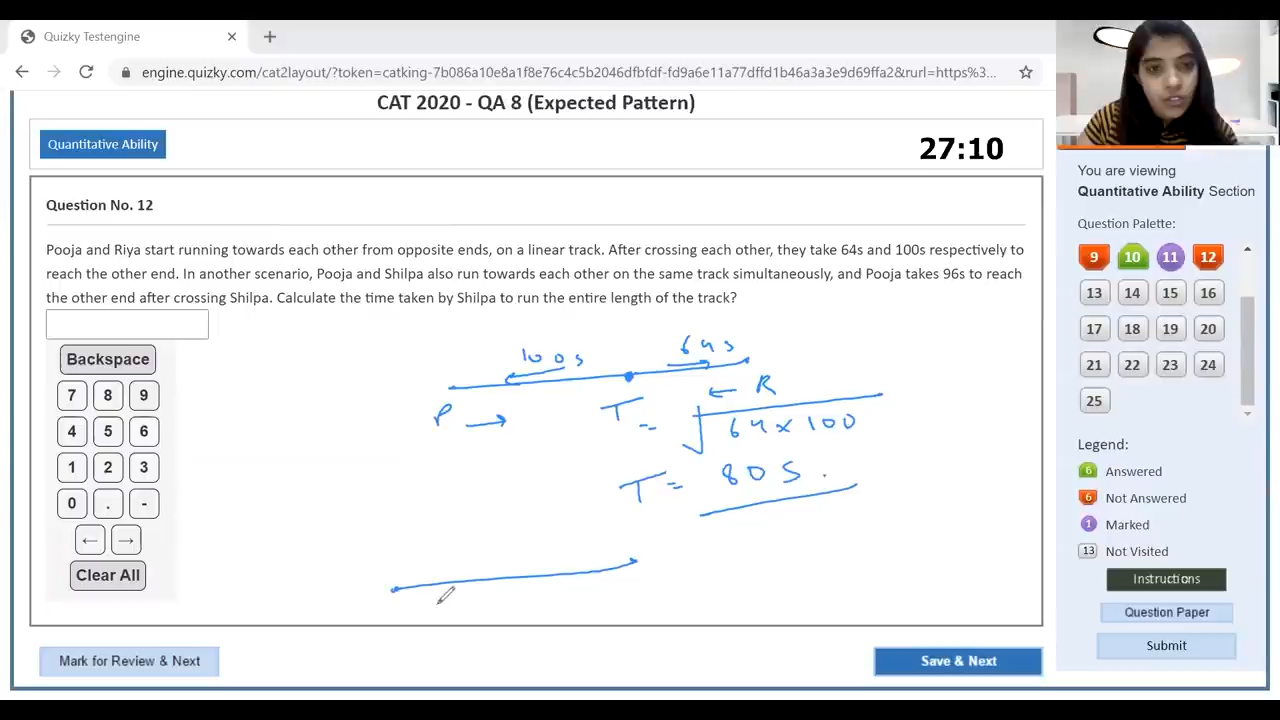 Quizky Testengine
engine.quizky.com/cat2layout/?token=catking-7b086a10e8a1f8e76c4c5b2046dfbfdf-fd9a6e11a77dffd1b46a3a3e9d69ffa2&rurl=https%3...
CAT 2020 - QA 8 (Expected Pattern)
Quantitative Ability
27:10
Question No. 12
Pooja and Riya start running towards each other from opposite ends, on a linear track. After crossing each other, they take 64s and 100s respectively to
reach the other end. In another scenario, Pooja and Shilpa also run towards each other on the same track simultaneously, and Pooja takes 96s to reach
the other end after crossing Shilpa. Calculate the time taken by Shilpa to run the entire length of the track?
Backspace
7 8 9
4 5 6
1 2 3
0 . -
← →
Clear All
100s 64s
← R
P → T = √64 x 100
T = 80 S.
Mark for Review & Next
Save & Next
You are viewing
Quantitative Ability Section
Question Palette:
9 10 11 12
13 14 15 16
17 18 19 20
21 22 23 24
25
Legend:
6 Answered
6 Not Answered
1 Marked
13 Not Visited
Instructions
Question Paper
Submit